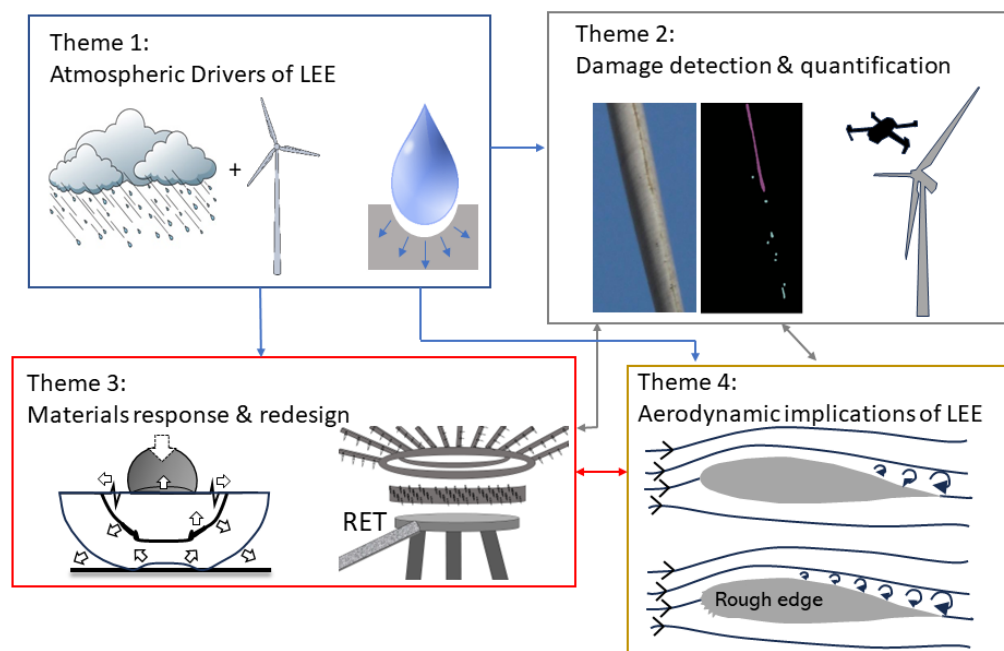 Theme 1:
Atmospheric Drivers of LEE
+
Theme 2:
Damage detection & quantification
Theme 3:
Materials response & redesign
RET
Theme 4:
Aerodynamic implications of LEE
Rough edge